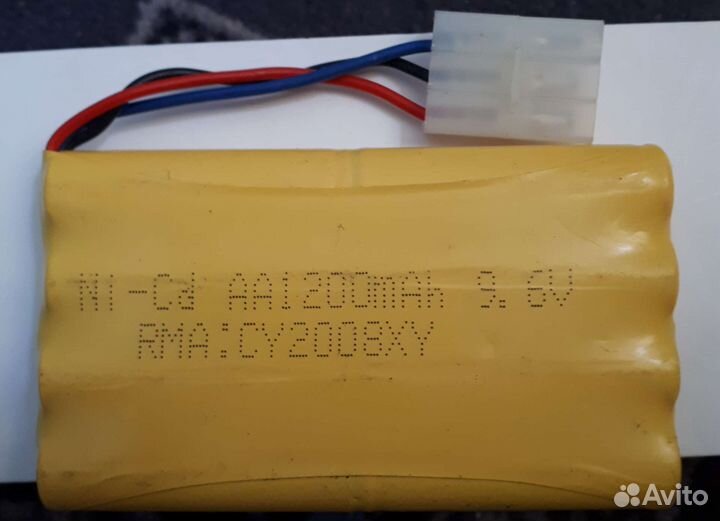 Ni-Cd AA1200mAh 9.6V
RMA:CY2008XY
Avito